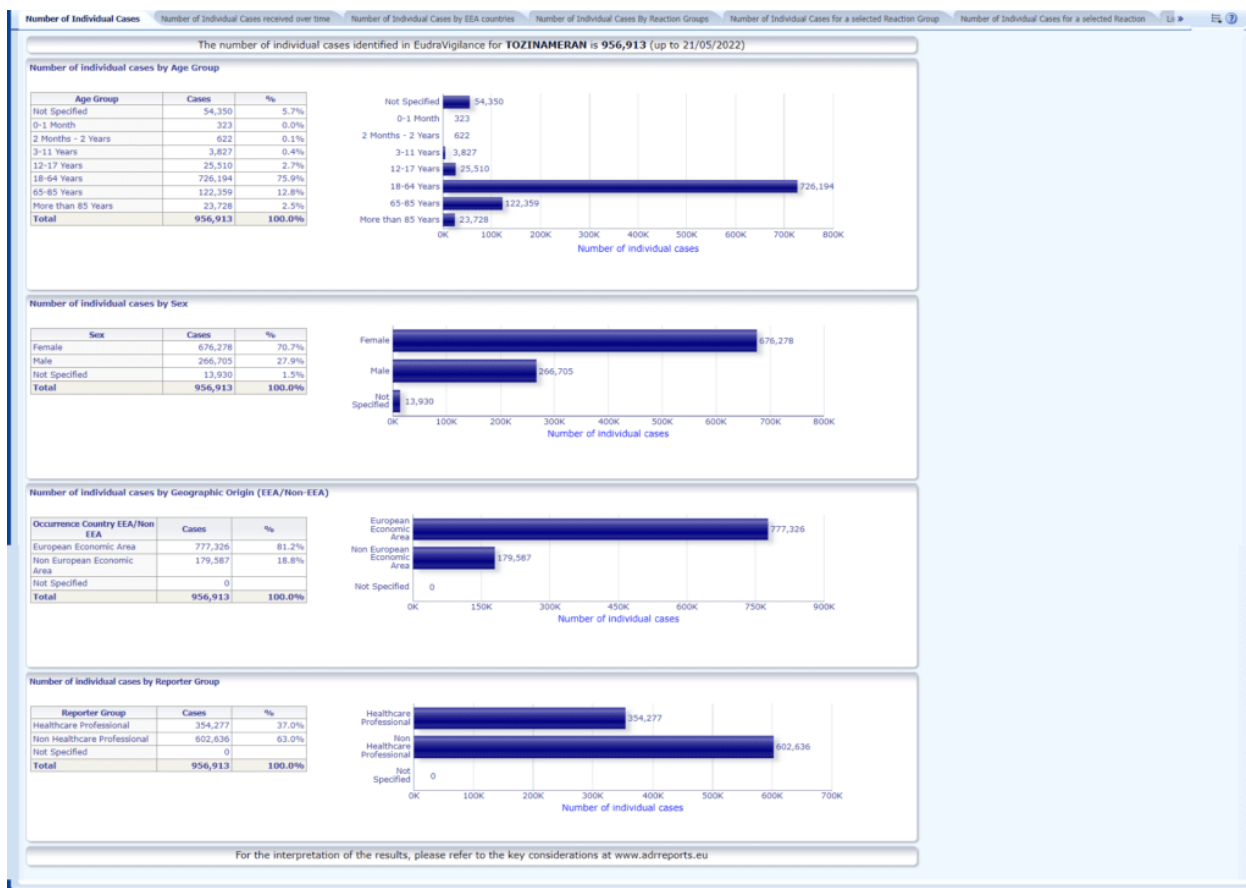 Number of Individual Cases
Number of Individual Cases received over time
Number of Individual Cases by EEA countries
Number of Individual Cases By Reaction Groups
Number of Individual Cases for a selected Reaction Group
Number of Individual Cases for a selected Reaction
Li »
The number of individual cases identified in EudraVigilance for TOZINAMERAN is 956,913 (up to 21/05/2022)
Number of individual cases by Age Group
Age Group Cases %
Not Specified 54,350 5.7%
0-1 Month 323 0.0%
2 Months - 2 Years 622 0.1%
3-11 Years 3,827 0.4%
12-17 Years 25,510 2.7%
18-64 Years 726,194 75.9%
65-85 Years 122,359 12.8%
More than 85 Years 23,728 2.5%
Total 956,913 100.0%
Not Specified 54,350
0-1 Month 323
2 Months - 2 Years 622
3-11 Years 3,827
12-17 Years 25,510
18-64 Years 726,194
65-85 Years 122,359
More than 85 Years 23,728
0K 100K 200K 300K 400K 500K 600K 700K 800K
Number of individual cases
Number of individual cases by Sex
Sex Cases %
Female 676,278 70.7%
Male 266,705 27.9%
Not Specified 13,930 1.5%
Total 956,913 100.0%
Female 676,278
Male 266,705
Not
Specified 13,930
0K 100K 200K 300K 400K 500K 600K 700K 800K
Number of individual cases
Number of individual cases by Geographic Origin (EEA/Non-EEA)
Occurrence Country EEA/Non
EEA Cases %
European Economic Area 777,326 81.2%
Non European Economic
Area 179,587 18.8%
Not Specified 0
Total 956,913 100.0%
European
Economic
Area 777,326
Non European
Economic
Area 179,587
Not Specified 0
0K 150K 300K 450K 600K 750K 900K
Number of individual cases
Number of individual cases by Reporter Group
Reporter Group Cases %
Healthcare Professional 354,277 37.0%
Non Healthcare Professional 602,636 63.0%
Not Specified 0
Total 956,913 100.0%
Healthcare
Professional 354,277
Non
Healthcare
Professional 602,636
Not
Specified 0
0K 100K 200K 300K 400K 500K 600K 700K
Number of individual cases
For the interpretation of the results, please refer to the key considerations at www.adrreports.eu